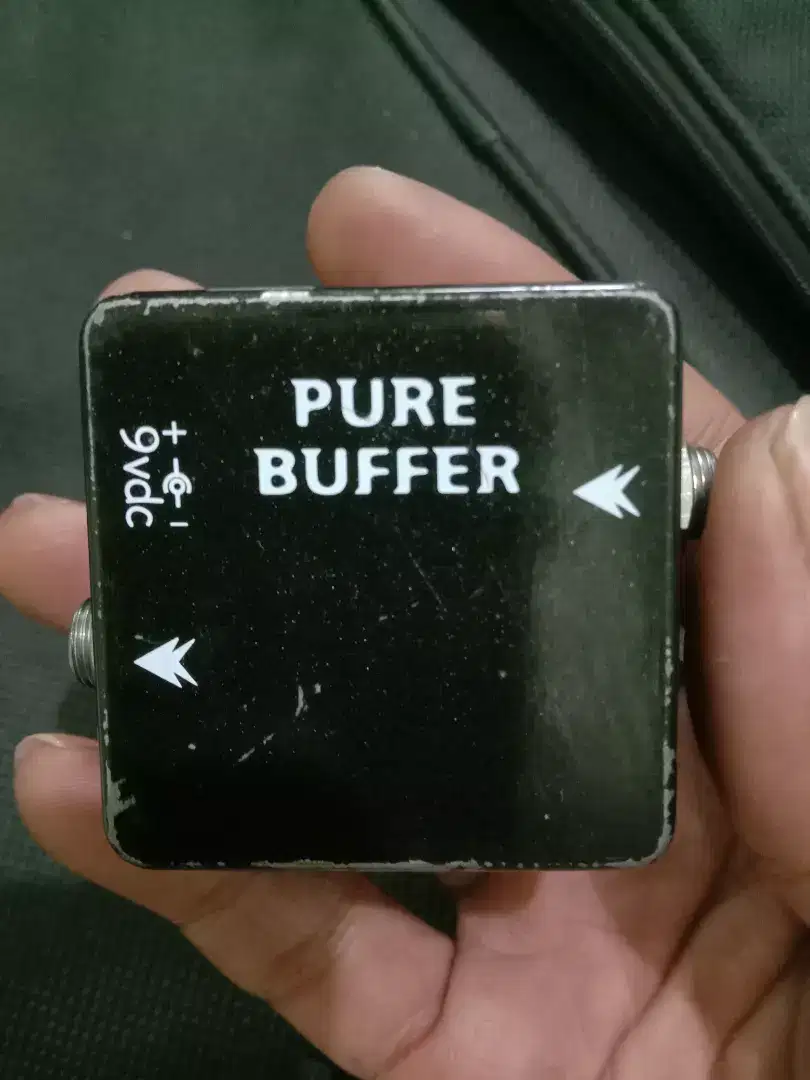 PURE
BUFFER
9vdc
+ -